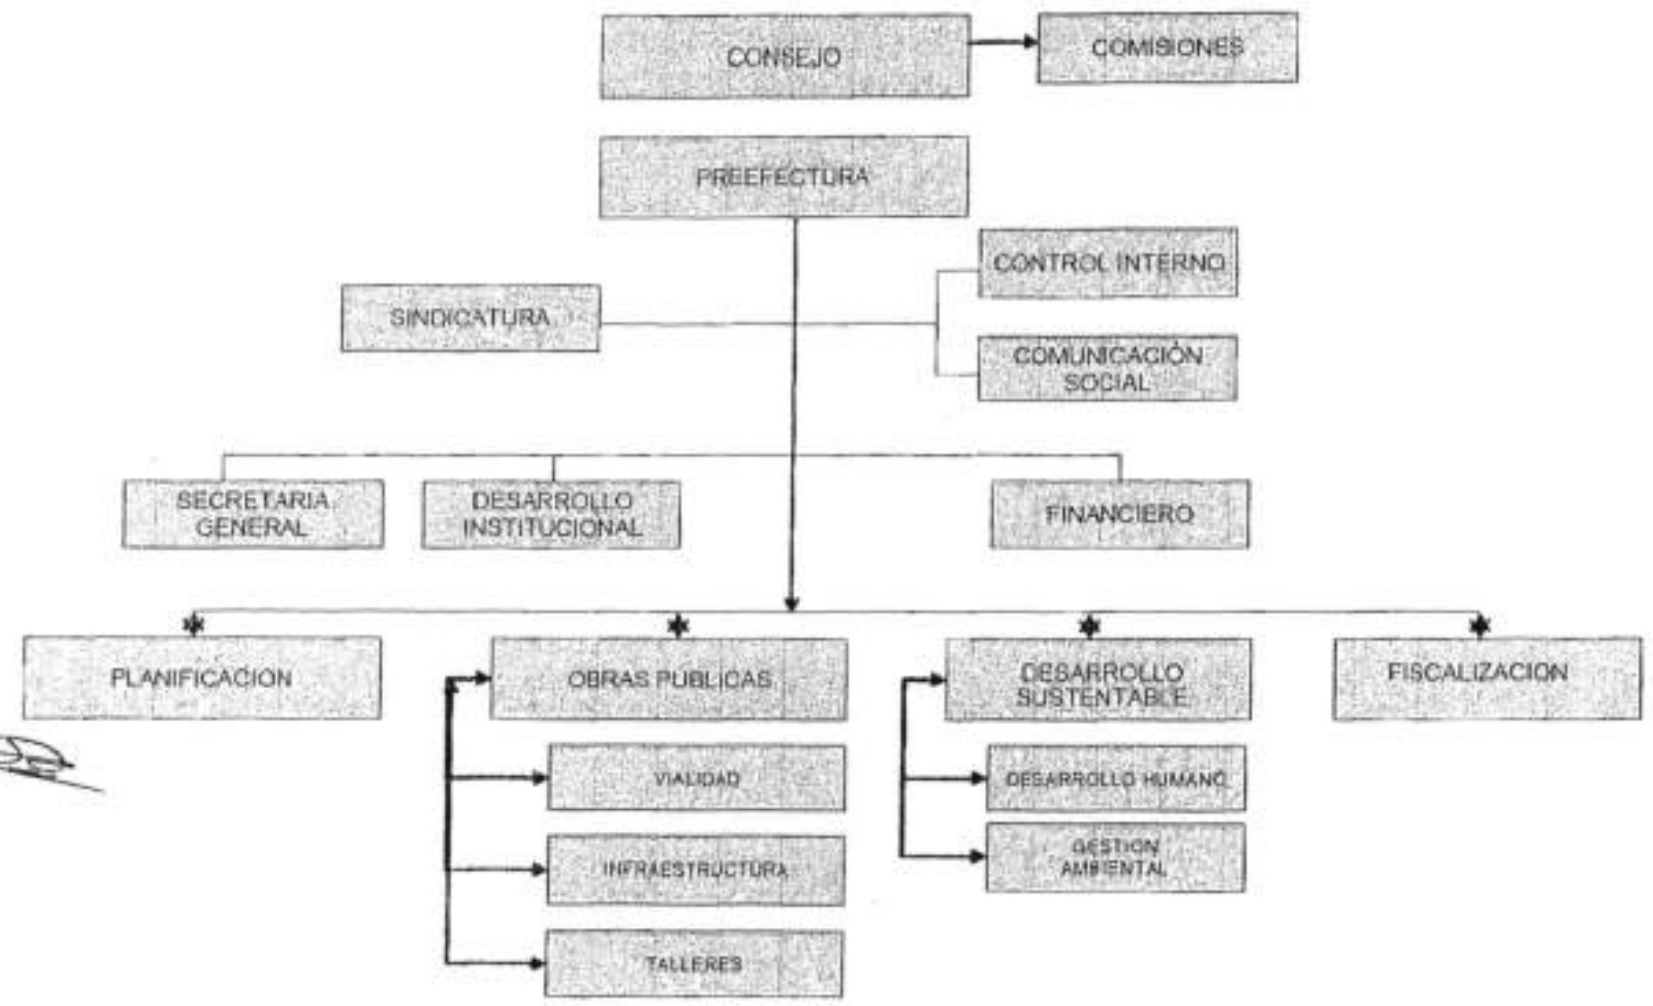 CONSEJO
COMISIONES
PREEFECTURA
CONTROL INTERNO
SINDICATURA
COMUNICACIÓN
SOCIAL
SECRETARIA
GENERAL
DESARROLLO
INSTITUCIONAL
FINANCIERO
PLANIFICACION
OBRAS PUBLICAS
DESARROLLO
SUSTENTABLE
FISCALIZACION
VIALIDAD
DESARROLLO HUMANO
INFRAESTRUCTURA
GESTION
AMBIENTAL
TALLERES